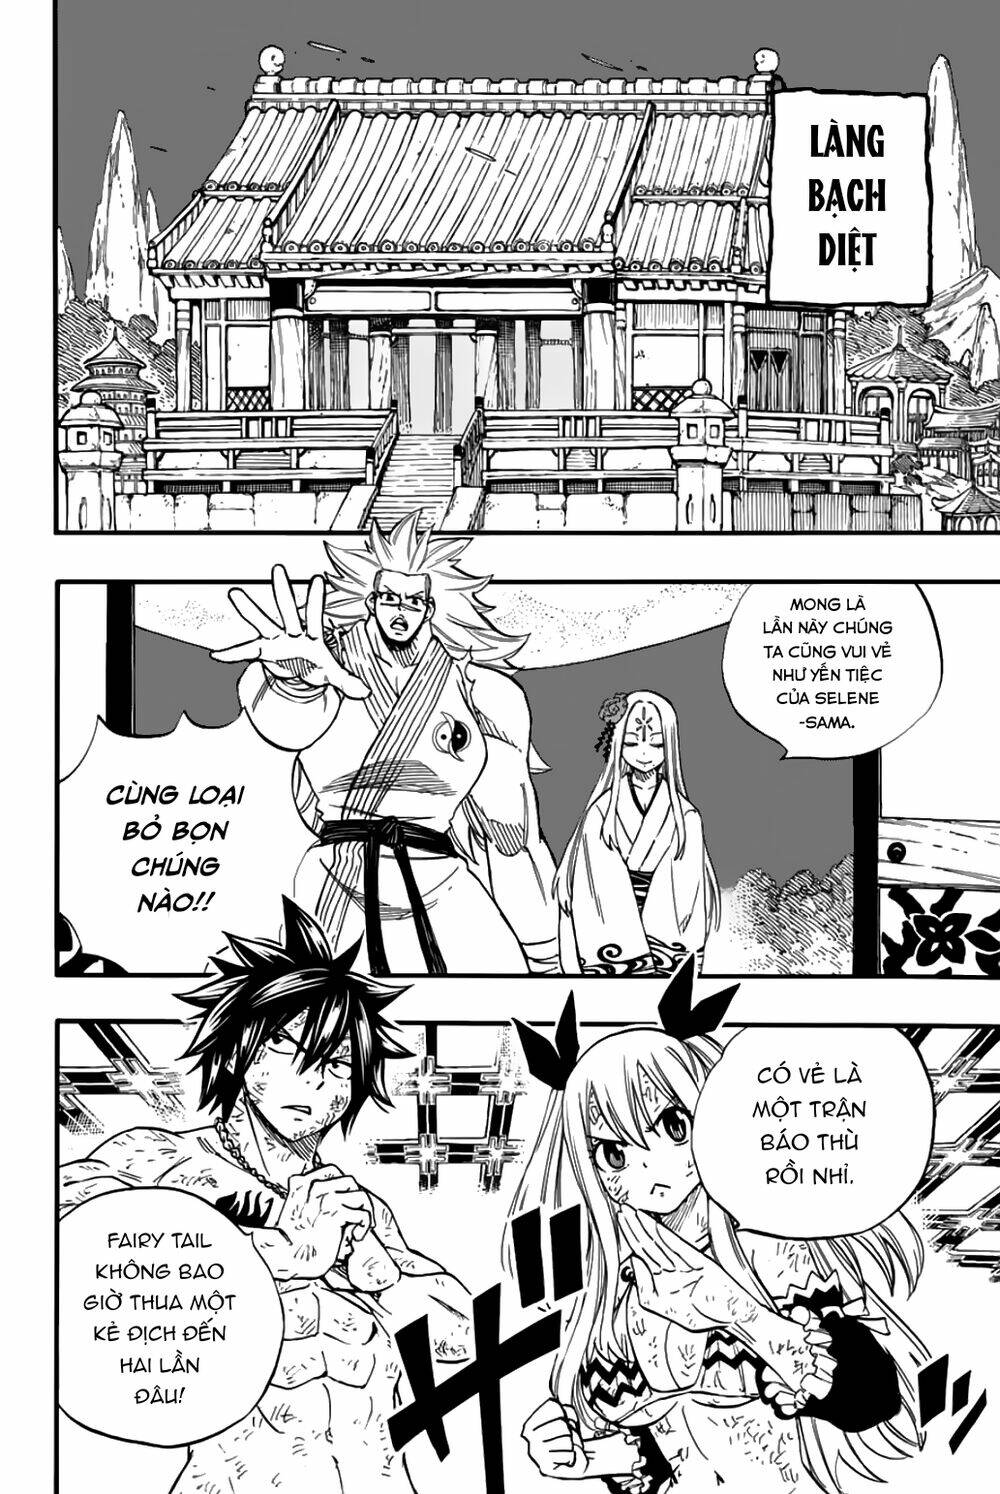 LÀNG
BẠCH
DIỆT
MONG LÀ
LẦN NÀY CHÚNG
TA CŨNG VUI VẺ
NHƯ YẾN TIỆC
CỦA SELENE
-SAMA.
CÙNG LOẠI
BỎ BỌN
CHÚNG
NÀO!!
CÓ VẺ LÀ
MỘT TRẬN
BÁO THÙ
RỒI NHỈ.
FAIRY TAIL
KHÔNG BAO
GIỜ THUA MỘT
KẺ ĐỊCH ĐẾN
HAI LẦN
ĐÂU!